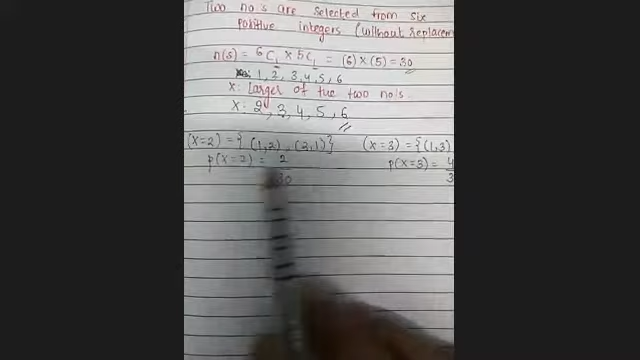 Two no's are selected from six
positive integers (without replacem
n(s) = 6C₁ × 5C₁ = (6) × (5) = 30
1, 2, 3, 4, 5, 6
X: Larger of the two no's.
X: 2, 3, 4, 5, 6
(X=2) = { (1,2), (2,1)} (X=3) = {(1,3)
P(X=2) = 2/30 P(X=3) = 4/3